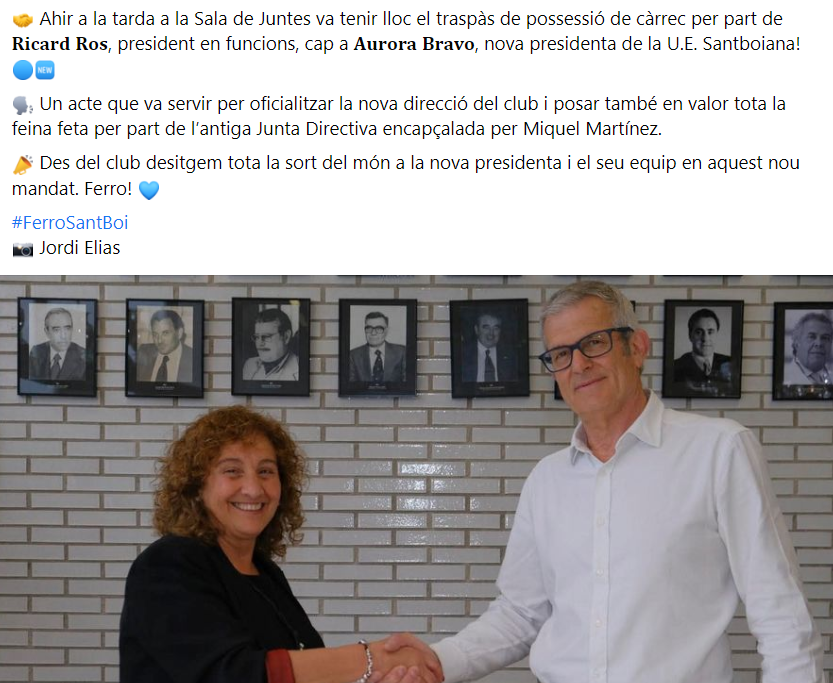 🤝 Ahir a la tarda a la Sala de Juntes va tenir lloc el traspàs de possessió de càrrec per part de
Ricard Ros, president en funcions, cap a Aurora Bravo, nova presidenta de la U.E. Santboiana!
🔵🆕
🗣️ Un acte que va servir per oficialitzar la nova direcció del club i posar també en valor tota la
feina feta per part de l’antiga Junta Directiva encapçalada per Miquel Martínez.
🎉 Des del club desitgem tota la sort del món a la nova presidenta i el seu equip en aquest nou
mandat. Ferro! 💙
#FerroSantBoi
📷 Jordi Elias